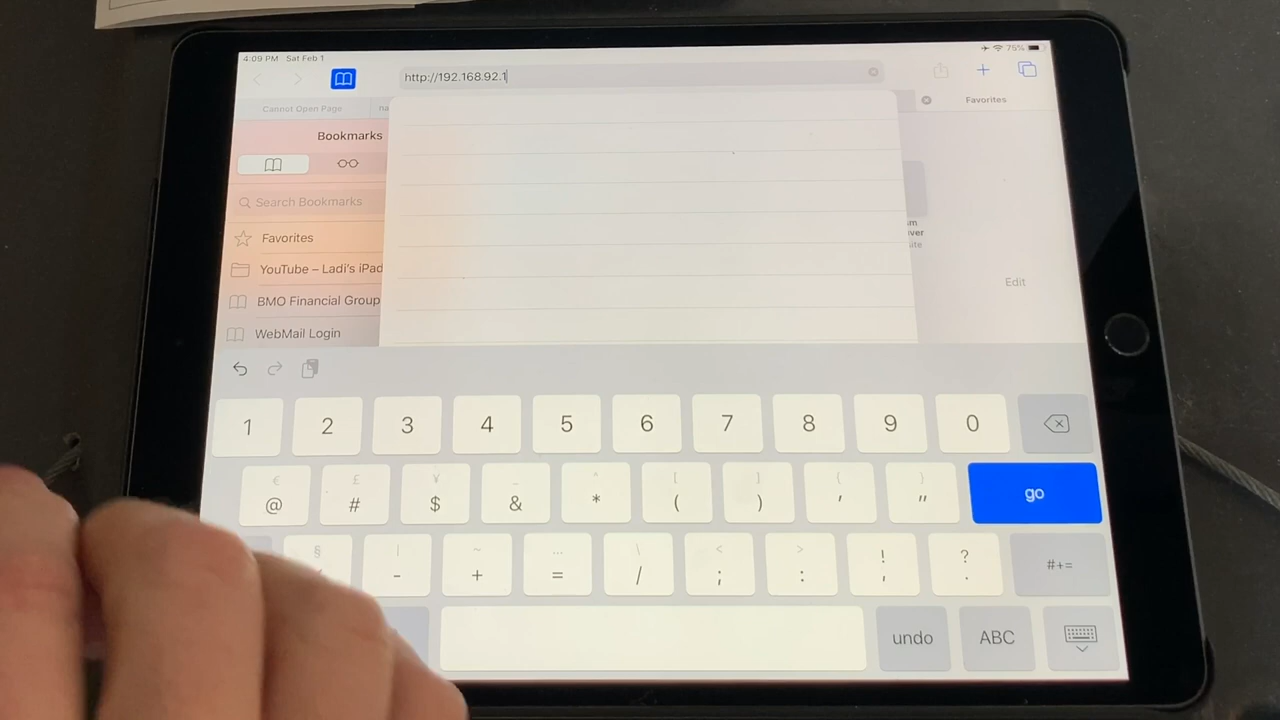 4:09 PM Sat Feb 1
75%
http://192.168.92.1
Cannot Open Page
na
Favorites
Bookmarks
Search Bookmarks
Favorites
YouTube – Ladi's iPad
BMO Financial Group
WebMail Login
Edit
1 2 3 4 5 6 7 8 9 0
€ £ ¥ _ ^ [ ] { }
@ # $ & * ( ) ' " go
§ | ~ … \ < > ! ?
- + = / ; : , . #+=
undo ABC